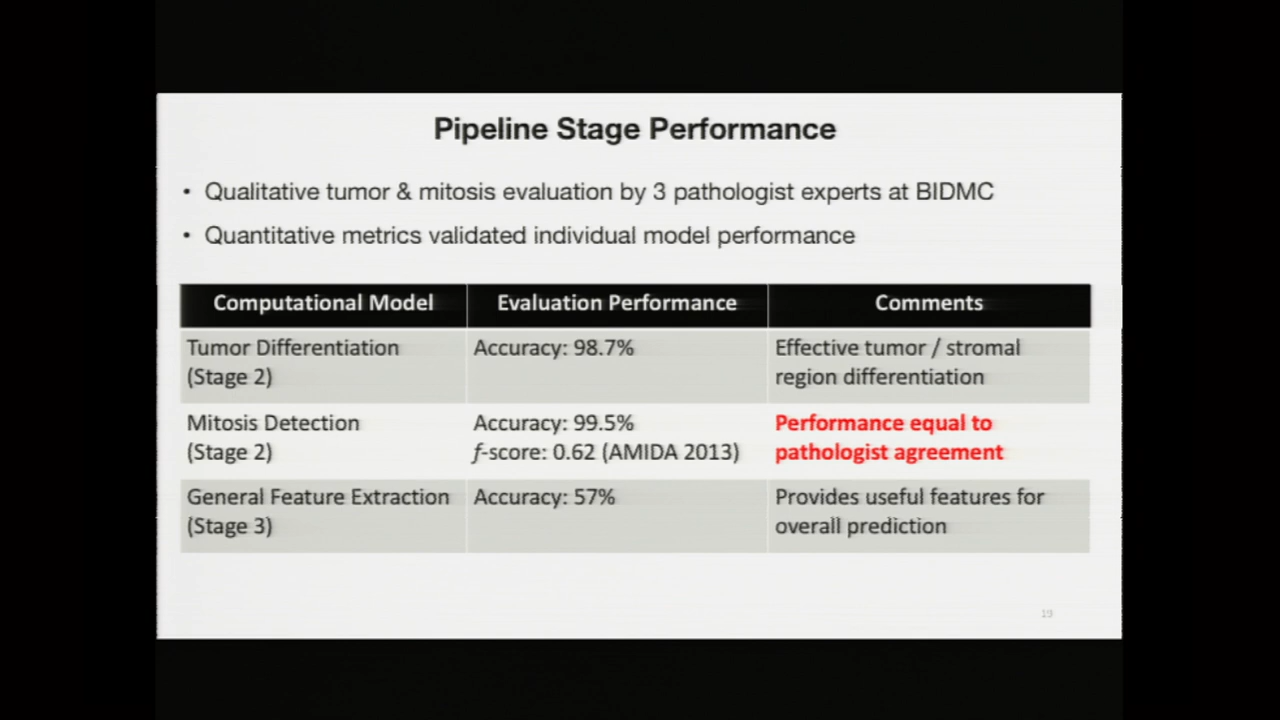 Pipeline Stage Performance
• Qualitative tumor & mitosis evaluation by 3 pathologist experts at BIDMC
• Quantitative metrics validated individual model performance
Computational Model Evaluation Performance Comments
Tumor Differentiation Accuracy: 98.7% Effective tumor / stromal
(Stage 2) region differentiation
Mitosis Detection Accuracy: 99.5% Performance equal to
(Stage 2) f-score: 0.62 (AMIDA 2013) pathologist agreement
General Feature Extraction Accuracy: 57% Provides useful features for
(Stage 3) overall prediction
19